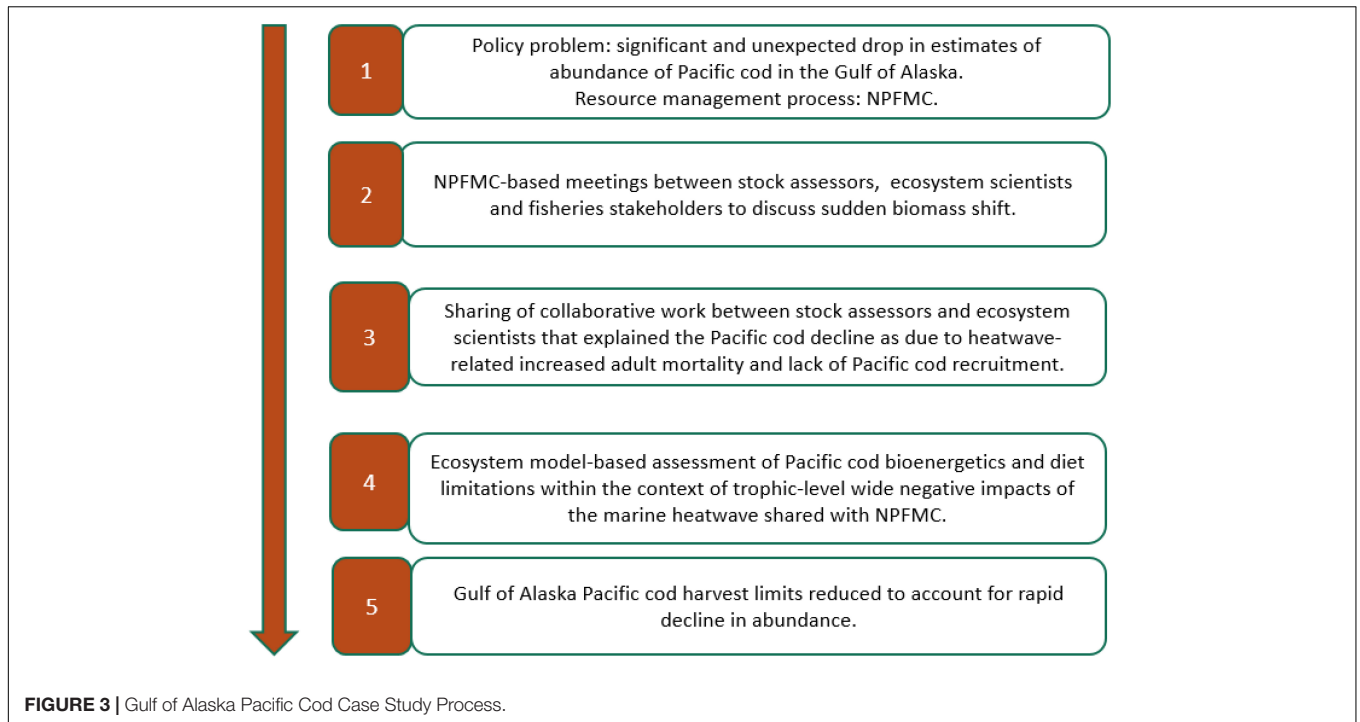 1
Policy problem: significant and unexpected drop in estimates of
abundance of Pacific cod in the Gulf of Alaska.
Resource management process: NPFMC.
2
NPFMC-based meetings between stock assessors, ecosystem scientists
and fisheries stakeholders to discuss sudden biomass shift.
3
Sharing of collaborative work between stock assessors and ecosystem
scientists that explained the Pacific cod decline as due to heatwave-
related increased adult mortality and lack of Pacific cod recruitment.
4
Ecosystem model-based assessment of Pacific cod bioenergetics and diet
limitations within the context of trophic-level wide negative impacts of
the marine heatwave shared with NPFMC.
5
Gulf of Alaska Pacific cod harvest limits reduced to account for rapid
decline in abundance.
FIGURE 3 | Gulf of Alaska Pacific Cod Case Study Process.